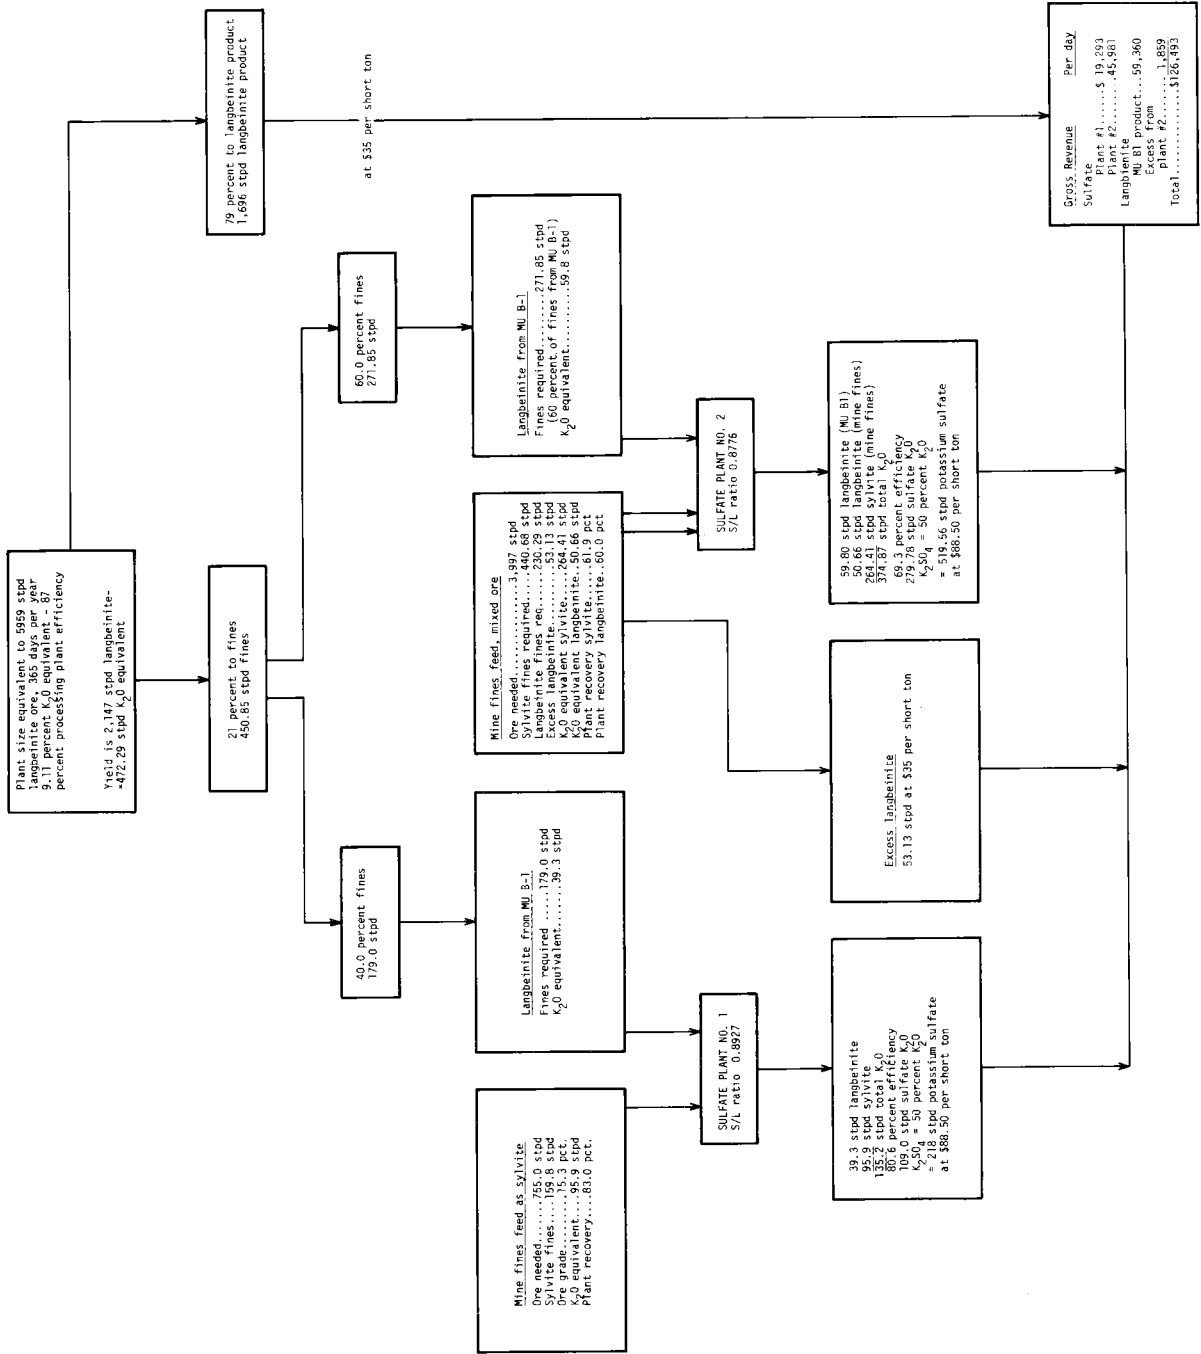 Plant size equivalent to 5959 stpd
langbeinite ore, 365 days per year
9.11 percent K2O equivalent - 87
percent processing plant efficiency
Yield is 2,147 stpd langbeinite-
=472.29 stpd K2O equivalent
21 percent to fines
450.85 stpd fines
79 percent to langbeinite product
1,696 stpd langbeinite product
at $35 per short ton
40.0 percent fines
179.0 stpd
60.0 percent fines
271.85 stpd
Mine fines feed as sylvite
Ore needed.......755.0 stpd
Sylvite fines....159.8 stpd
Ore grade.........15.3 pct.
K2O equivalent....95.9 stpd
Plant recovery....83.0 pct.
Langbeinite from MU B-1
Fines required .....179.0 stpd
K2O equivalent.......39.3 stpd
Mine fines feed, mixed ore
Ore needed............3,997 stpd
Sylvite fines required...440.68 stpd
Langbeinite fines req....230.29 stpd
Excess langbeinite........53.13 stpd
K2O equivalent sylvite....264.41 stpd
K2O equivalent langbeinite..50.66 stpd
Plant recovery sylvite......61.9 pct
Plant recovery langbeinite..60.0 pct
Langbeinite from MU B-1
Fines required.........271.85 stpd
(60 percent of fines from MU B-1)
K2O equivalent..........59.8 stpd
SULFATE PLANT NO. 1
S/L ratio 0.8927
SULFATE PLANT NO. 2
S/L ratio 0.8776
39.3 stpd langbeinite
95.9 stpd sylvite
135.2 stpd total K2O
80.6 percent efficiency
109.0 stpd sulfate K2O
K2SO4 = 50 percent K2O
= 218 stpd potassium sulfate
at $88.50 per short ton
Excess langbeinite
53.13 stpd at $35 per short ton
59.80 stpd langbeinite (MU B1)
50.66 stpd langbeinite (mine fines)
264.41 stpd sylvite (mine fines)
374.87 stpd total K2O
69.3 percent efficiency
279.78 stpd sulfate K2O
K2SO4 = 50 percent K2O
= 519.56 stpd potassium sulfate
at $88.50 per short ton
Gross Revenue Per day
Sulfate
Plant #1......$ 19,293
Plant #2........45,981
Langbienite
MU B1 product...59,360
Excess from
plant #2........1,859
Total............$126,493